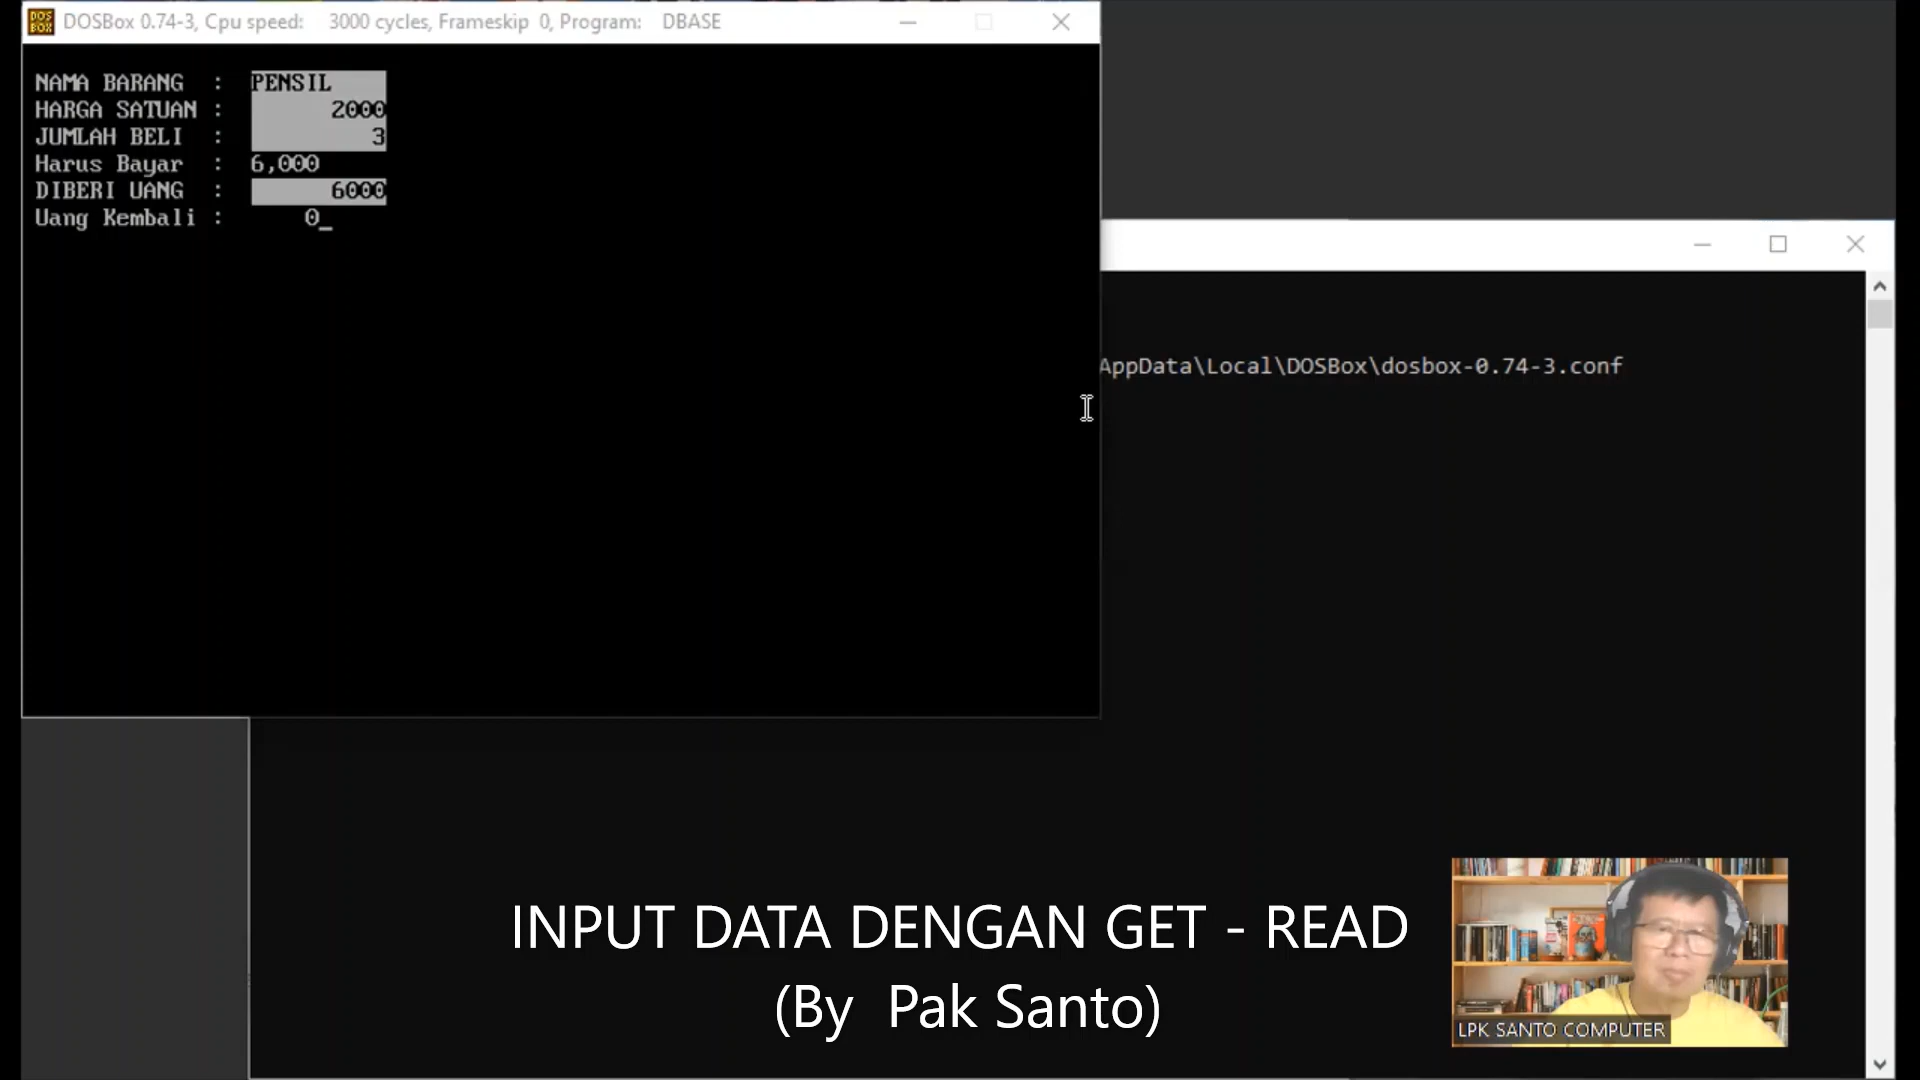 DOSBox 0.74-3, Cpu speed: 3000 cycles, Frameskip 0, Program: DBASE
NAMA BARANG : PENSIL
HARGA SATUAN : 2000
JUMLAH BELI : 3
Harus Bayar : 6,000
DIBERI UANG : 6000
Uang Kembali : 0_
AppData\Local\DOSBox\dosbox-0.74-3.conf
INPUT DATA DENGAN GET - READ
(By Pak Santo)
LPK SANTO COMPUTER